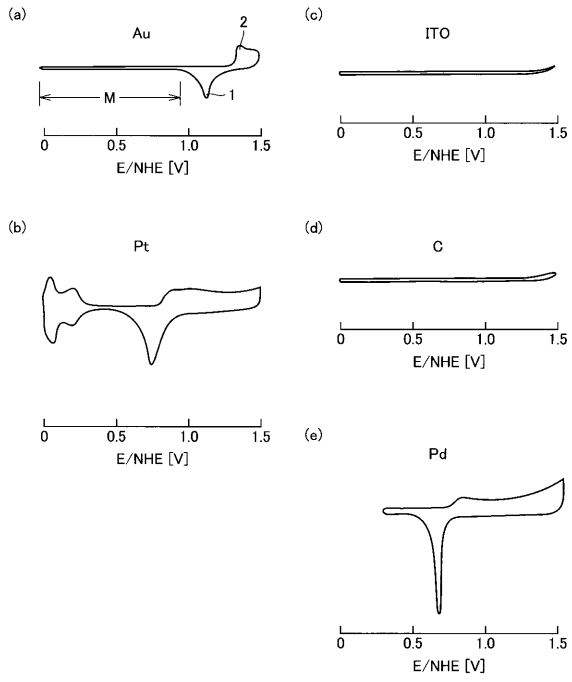 (a)
Au
2
M
1
0 0.5 1.0 1.5
E/NHE [V]
(b)
Pt
0 0.5 1.0 1.5
E/NHE [V]
(c)
ITO
0 0.5 1.0 1.5
E/NHE [V]
(d)
C
0 0.5 1.0 1.5
E/NHE [V]
(e)
Pd
0 0.5 1.0 1.5
E/NHE [V]